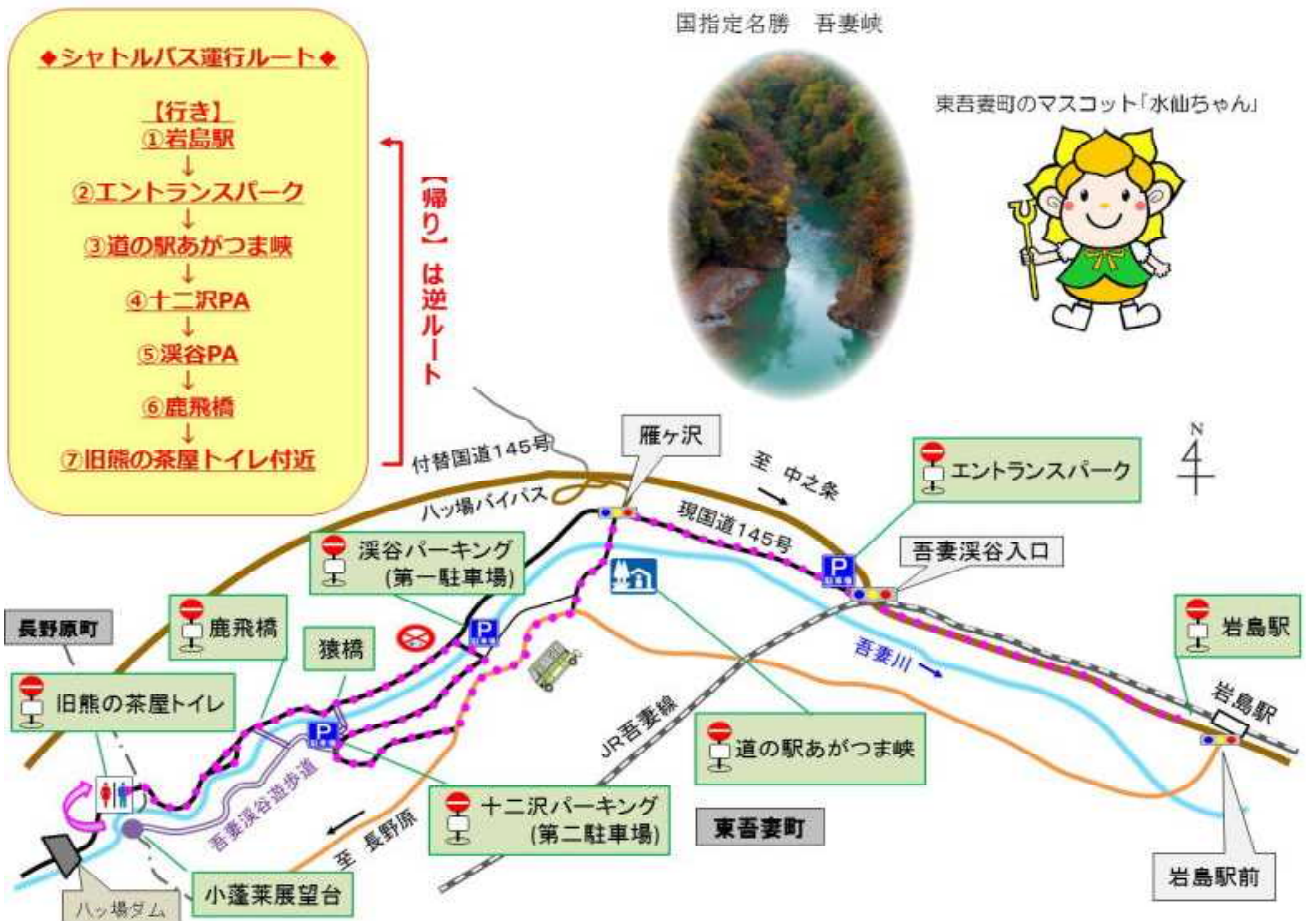 ◆シャトルバス運行ルート◆
【行き】
①岩島駅
↓
②エントランスパーク
↓
③道の駅あがつま峡
↓
④十二沢PA
↓
⑤渓谷PA
↓
⑥鹿飛橋
↓
⑦旧熊の茶屋トイレ付近
【帰り】は逆ルート
国指定名勝　吾妻峡
東吾妻町のマスコット「水仙ちゃん」
N
付替国道145号
八ッ場バイパス
雁ヶ沢
至 中之条
現国道145号
エントランスパーク
P
駐車場
吾妻渓谷入口
渓谷パーキング
(第一駐車場)
P
駐車場
長野原町
鹿飛橋
猿橋
旧熊の茶屋トイレ
P
駐車場
吾妻川
岩島駅
岩島駅
JR吾妻線
道の駅あがつま峡
吾妻渓谷遊歩道
十二沢パーキング
(第二駐車場)
東吾妻町
至 長野原
小蓬莱展望台
八ッ場ダム
岩島駅前